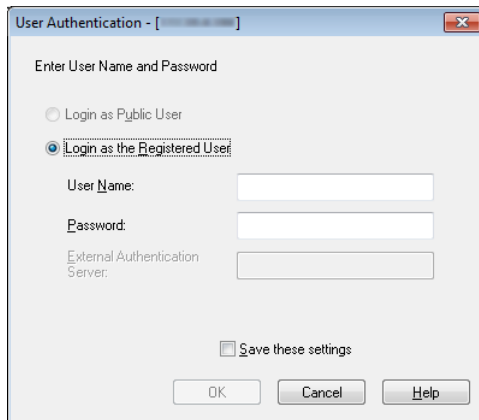 User Authentication - [ ]
Enter User Name and Password
Login as Public User
Login as the Registered User
User Name:
Password:
External Authentication
Server:
Save these settings
OK Cancel Help